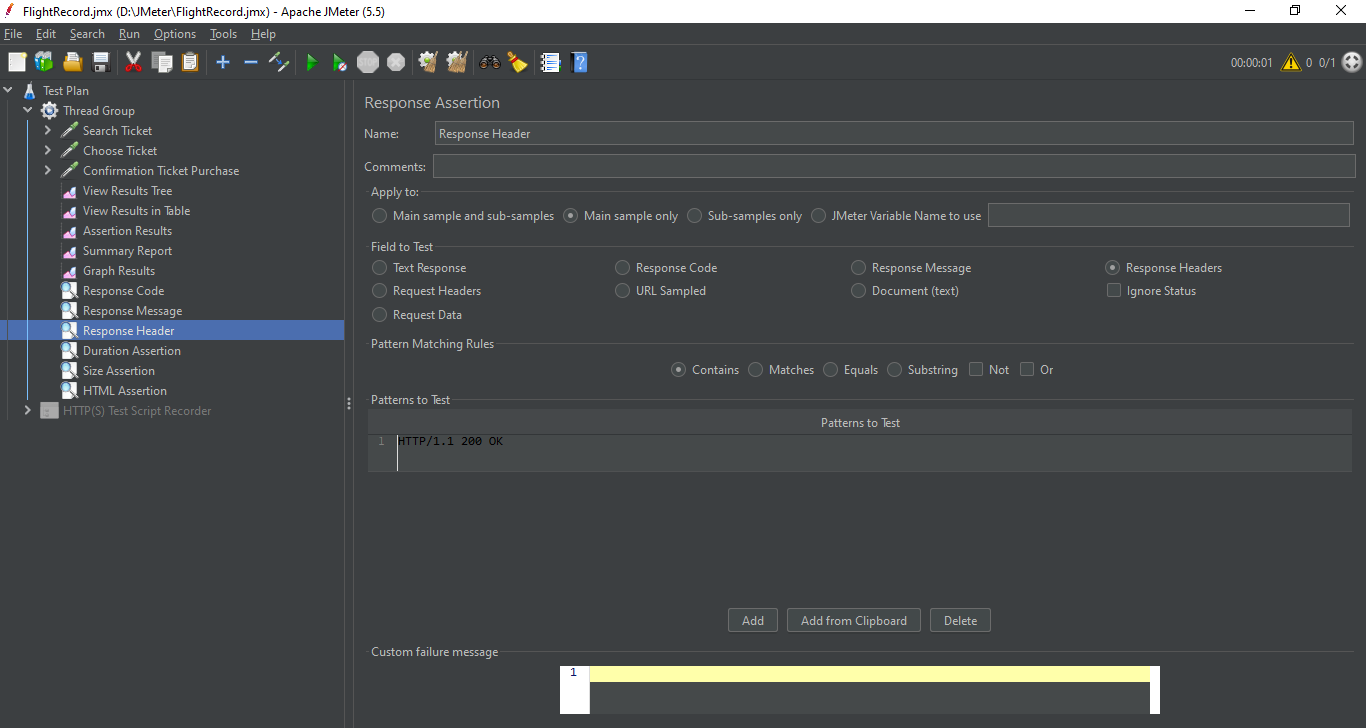 FlightRecord.jmx (D:\JMeter\FlightRecord.jmx) - Apache JMeter (5.5)
File Edit Search Run Options Tools Help
STOP
00:00:01 0 0/1
Test Plan
Thread Group
Search Ticket
Choose Ticket
Confirmation Ticket Purchase
View Results Tree
View Results in Table
Assertion Results
Summary Report
Graph Results
Response Code
Response Message
Response Header
Duration Assertion
Size Assertion
HTML Assertion
HTTP(S) Test Script Recorder
Response Assertion
Name: Response Header
Comments:
Apply to:
Main sample and sub-samples Main sample only Sub-samples only JMeter Variable Name to use
Field to Test
Text Response Response Code Response Message Response Headers
Request Headers URL Sampled Document (text) Ignore Status
Request Data
Pattern Matching Rules
Contains Matches Equals Substring Not Or
Patterns to Test
Patterns to Test
1 HTTP/1.1 200 OK
Add Add from Clipboard Delete
Custom failure message
1